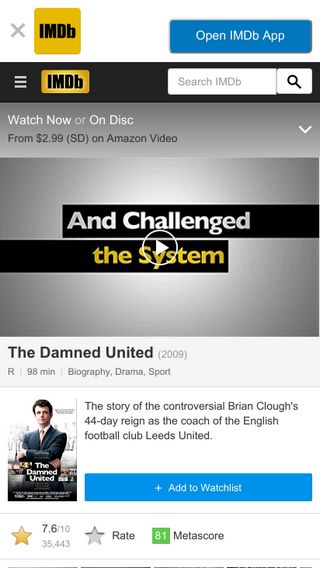 IMDb
Open IMDb App
IMDb
Search IMDb
Watch Now or On Disc
From $2.99 (SD) on Amazon Video
And Challenged
the System
The Damned United (2009)
R | 98 min | Biography, Drama, Sport
The story of the controversial Brian Clough's
44-day reign as the coach of the English
football club Leeds United.
The Damned
United
+ Add to Watchlist
7.6/10
35,443
Rate
81 Metascore